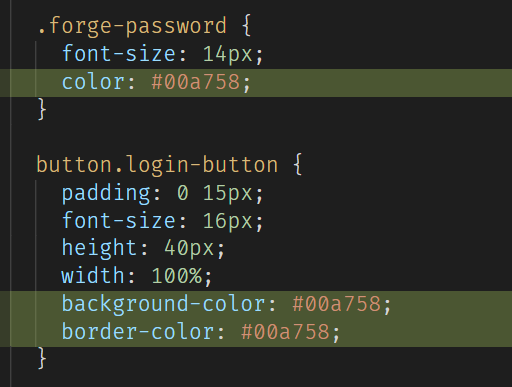 .forge-password {
font-size: 14px;
color: #00a758;
}
button.login-button {
padding: 0 15px;
font-size: 16px;
height: 40px;
width: 100%;
background-color: #00a758;
border-color: #00a758;
}